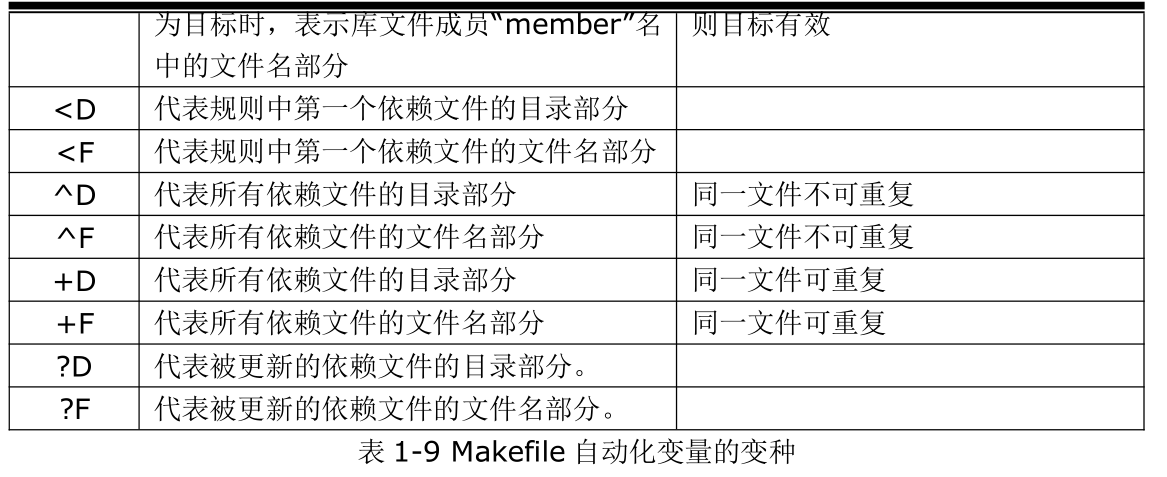 为目标时，表示库文件成员“member”名 则目标有效
中的文件名部分
<D 代表规则中第一个依赖文件的目录部分
<F 代表规则中第一个依赖文件的文件名部分
^D 代表所有依赖文件的目录部分 同一文件不可重复
^F 代表所有依赖文件的文件名部分 同一文件不可重复
+D 代表所有依赖文件的目录部分 同一文件可重复
+F 代表所有依赖文件的文件名部分 同一文件可重复
?D 代表被更新的依赖文件的目录部分。
?F 代表被更新的依赖文件的文件名部分。
表 1-9 Makefile 自动化变量的变种